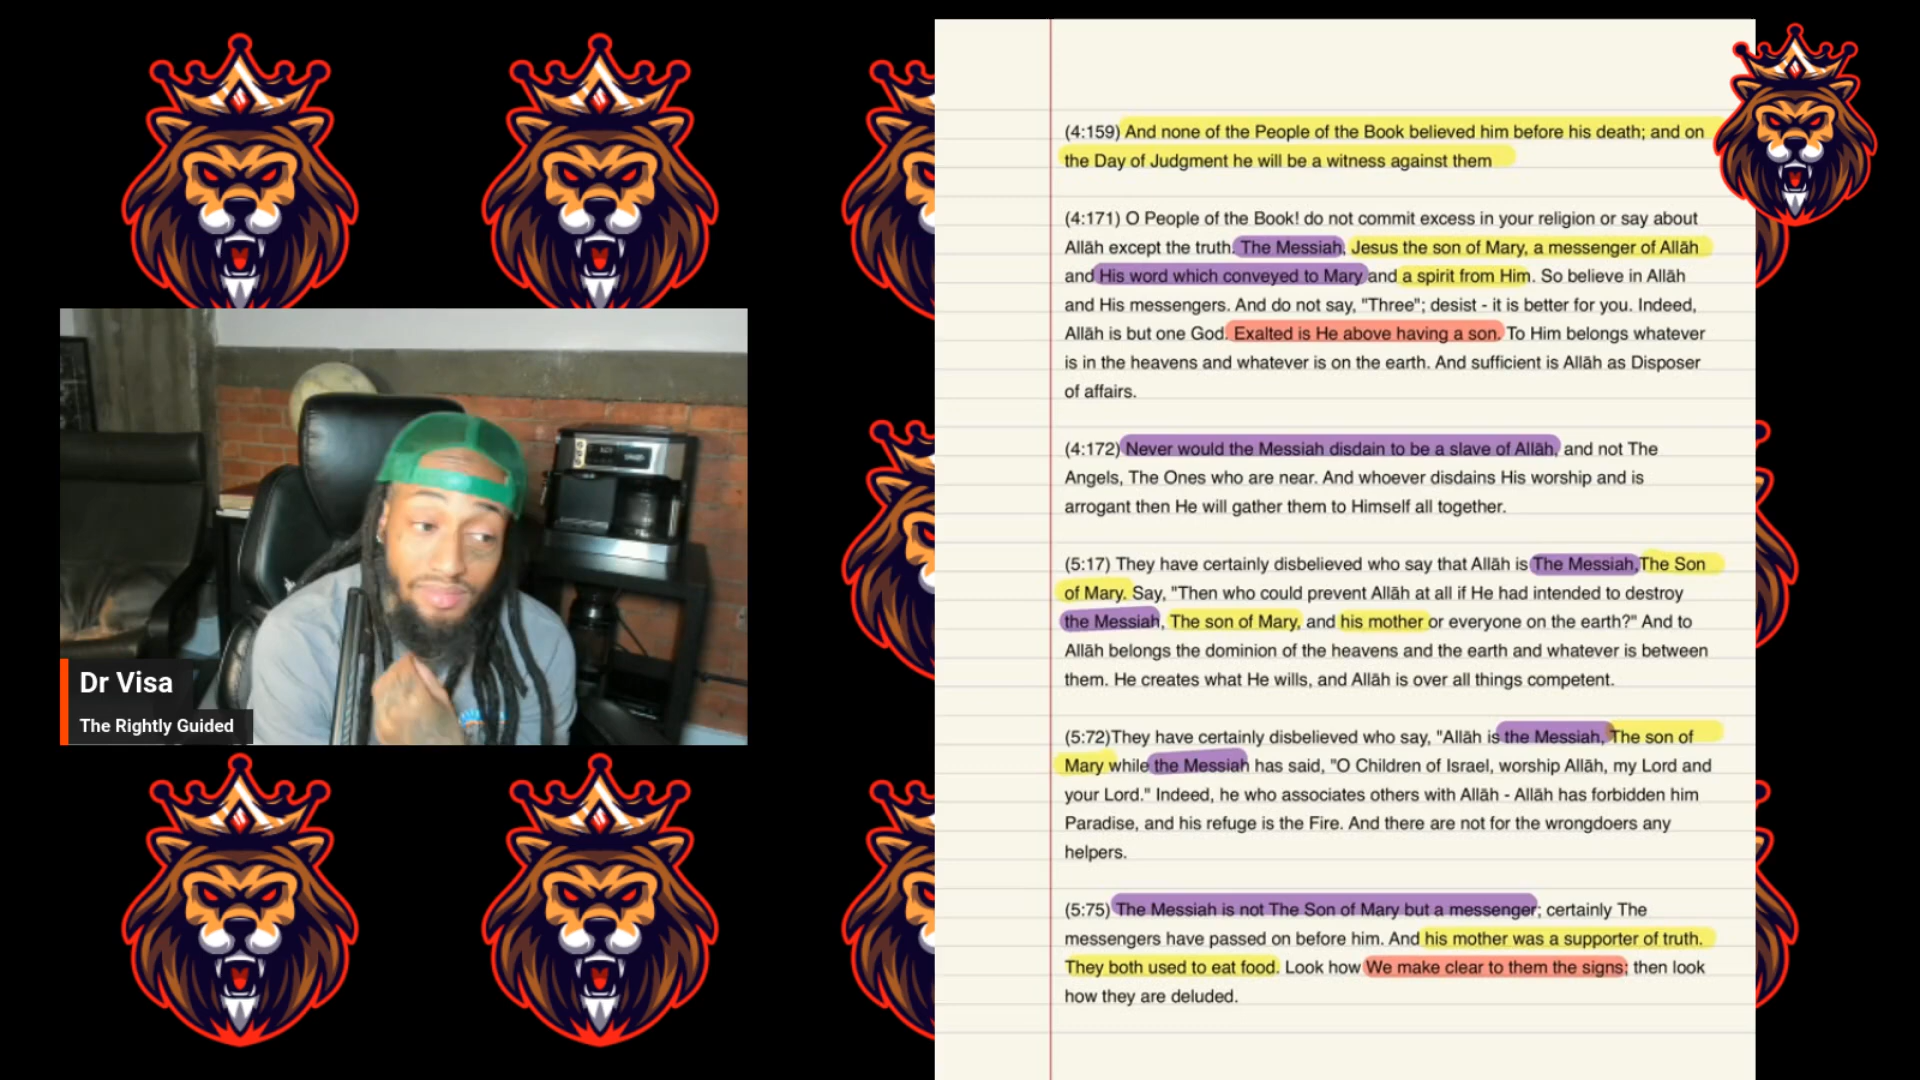 (4:159) And none of the People of the Book believed him before his death; and on
the Day of Judgment he will be a witness against them
(4:171) O People of the Book! do not commit excess in your religion or say about
Allāh except the truth. The Messiah, Jesus the son of Mary, a messenger of Allāh
and His word which conveyed to Mary and a spirit from Him. So believe in Allāh
and His messengers. And do not say, "Three"; desist - it is better for you. Indeed,
Allāh is but one God. Exalted is He above having a son. To Him belongs whatever
is in the heavens and whatever is on the earth. And sufficient is Allāh as Disposer
of affairs.
(4:172) Never would the Messiah disdain to be a slave of Allāh, and not The
Angels, The Ones who are near. And whoever disdains His worship and is
arrogant then He will gather them to Himself all together.
(5:17) They have certainly disbelieved who say that Allāh is The Messiah, The Son
of Mary. Say, "Then who could prevent Allāh at all if He had intended to destroy
the Messiah, The son of Mary, and his mother or everyone on the earth?" And to
Allāh belongs the dominion of the heavens and the earth and whatever is between
them. He creates what He wills, and Allāh is over all things competent.
(5:72)They have certainly disbelieved who say, "Allāh is the Messiah, The son of
Mary while the Messiah has said, "O Children of Israel, worship Allāh, my Lord and
your Lord." Indeed, he who associates others with Allāh - Allāh has forbidden him
Paradise, and his refuge is the Fire. And there are not for the wrongdoers any
helpers.
(5:75) The Messiah is not The Son of Mary but a messenger; certainly The
messengers have passed on before him. And his mother was a supporter of truth.
They both used to eat food. Look how We make clear to them the signs; then look
how they are deluded.
Dr Visa
The Rightly Guided